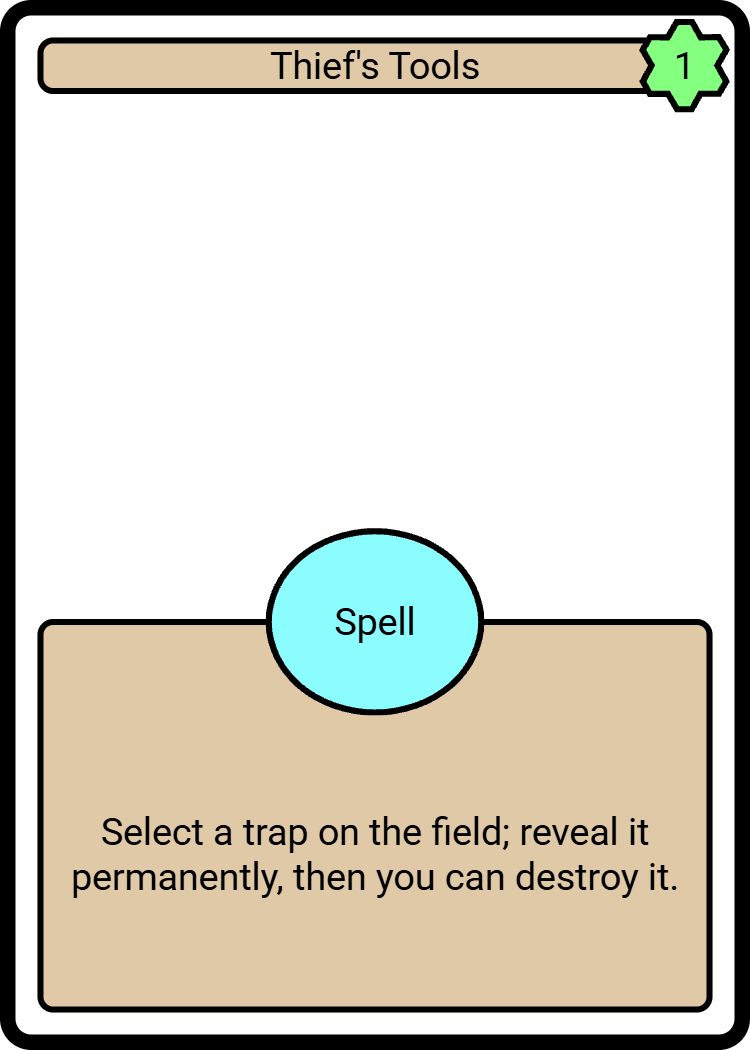 Thief's Tools
1
Spell
Select a trap on the field; reveal it
permanently, then you can destroy it.